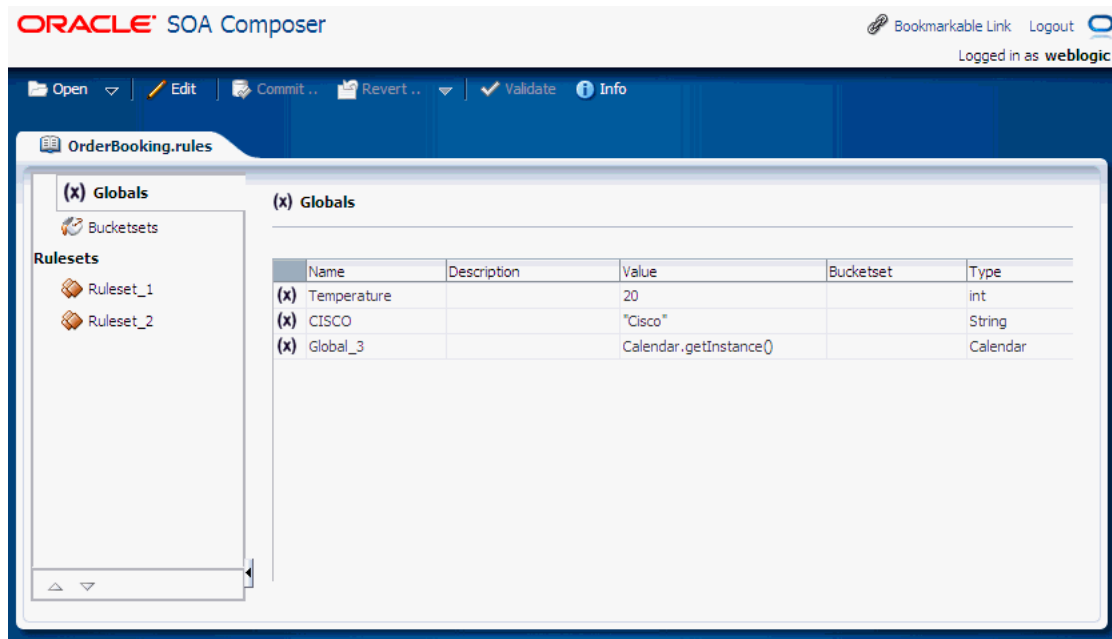 ORACLE SOA Composer
Bookmarkable Link Logout
Logged in as weblogic
Open Edit Commit .. Revert .. Validate Info
OrderBooking.rules
(x) Globals
Bucketsets
Rulesets
Ruleset_1
Ruleset_2
(x) Globals
Name Description Value Bucketset Type
(x) Temperature 20 int
(x) CISCO "Cisco" String
(x) Global_3 Calendar.getInstance() Calendar